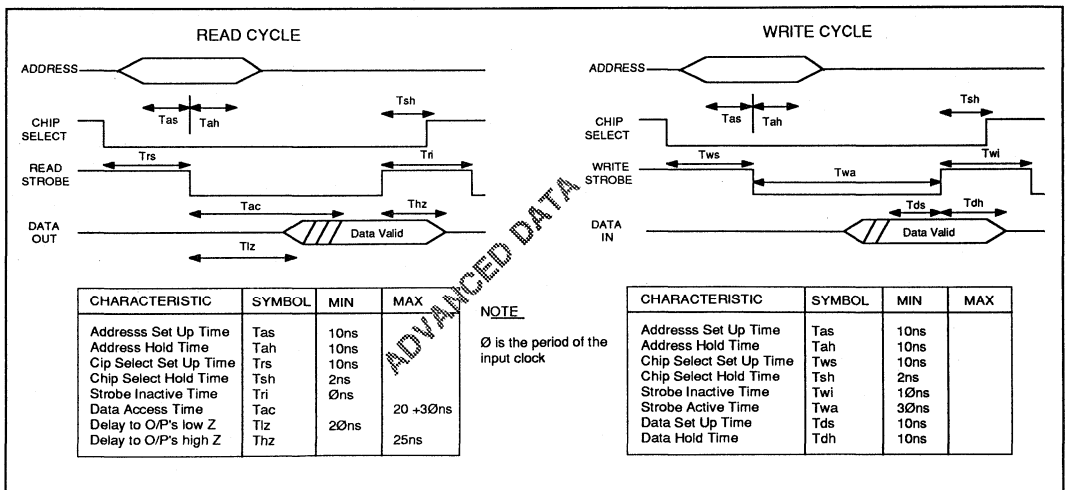 READ CYCLE
ADDRESS
Tas
Tah
Tsh
CHIP
SELECT
Trs
Tri
READ
STROBE
Tac
Thz
DATA
OUT
Data Valid
Tlz
WRITE CYCLE
ADDRESS
Tas
Tah
Tsh
CHIP
SELECT
Tws
Twi
WRITE
STROBE
Twa
Tds
Tdh
DATA
IN
Data Valid
ADVANCED DATA
CHARACTERISTIC SYMBOL MIN MAX
Addresss Set Up Time Tas 10ns
Address Hold Time Tah 10ns
Cip Select Set Up Time Trs 10ns
Chip Select Hold Time Tsh 2ns
Strobe Inactive Time Tri Øns
Data Access Time Tac 20 +3Øns
Delay to O/P's low Z Tlz 2Øns
Delay to O/P's high Z Thz 25ns
NOTE
Ø is the period of the
input clock
CHARACTERISTIC SYMBOL MIN MAX
Addresss Set Up Time Tas 10ns
Address Hold Time Tah 10ns
Chip Select Set Up Time Tws 10ns
Chip Select Hold Time Tsh 2ns
Strobe Inactive Time Twi 1Øns
Strobe Active Time Twa 3Øns
Data Set Up Time Tds 10ns
Data Hold Time Tdh 10ns